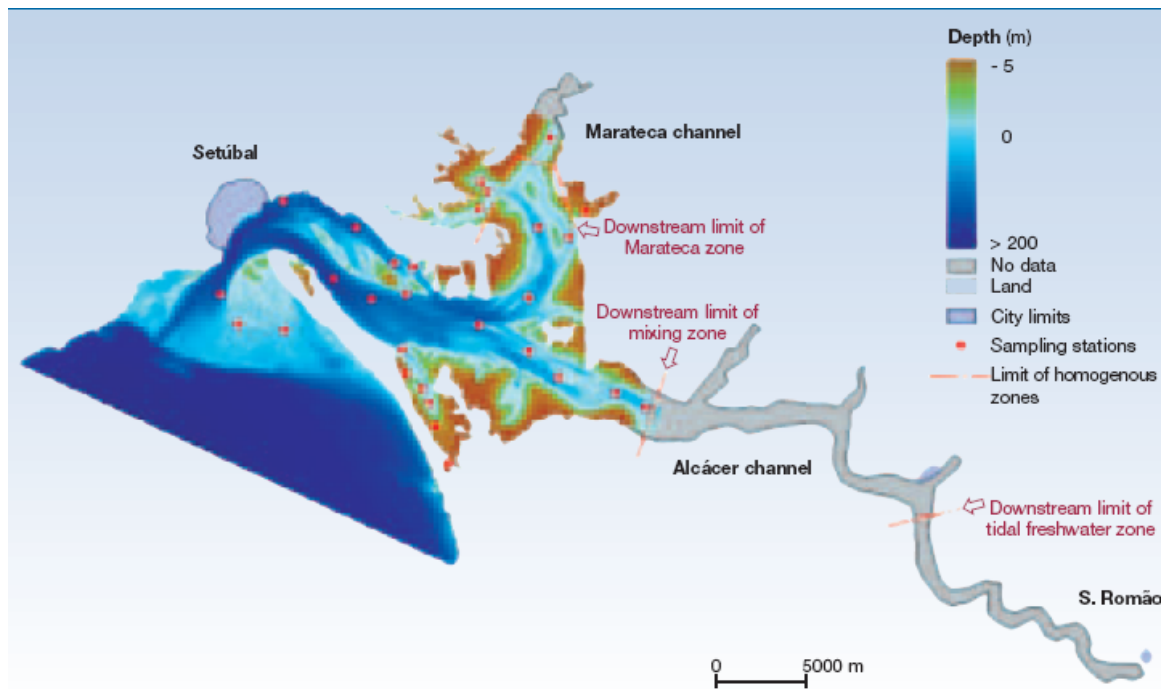 Depth (m)
- 5
0
> 200
No data
Land
City limits
Sampling stations
Limit of homogenous
zones
Marateca channel
Setúbal
Downstream limit of
Marateca zone
Downstream limit of
mixing zone
Alcácer channel
Downstream limit of
tidal freshwater zone
S. Romão
0
5000 m